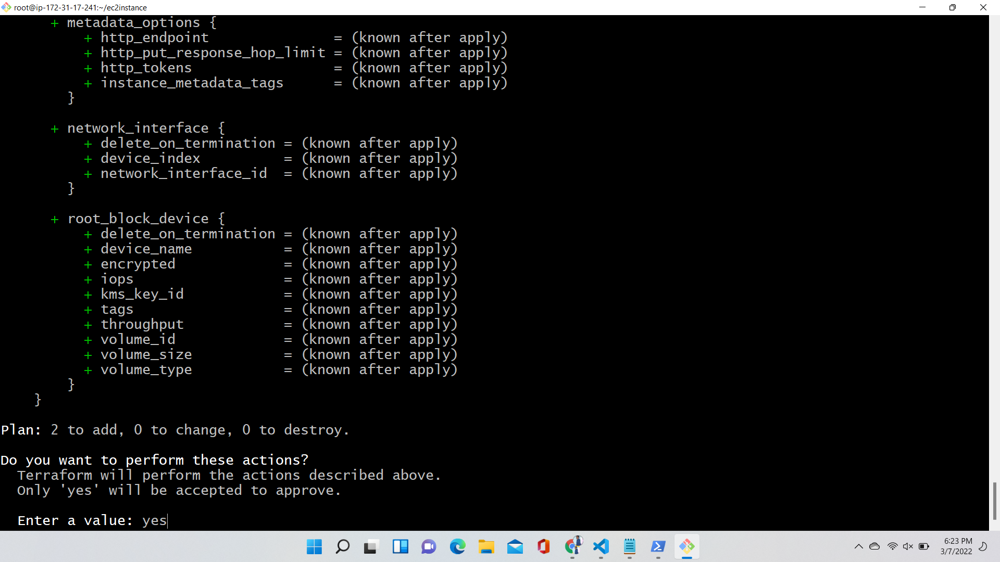 root@ip-172-31-17-241:~/ec2instance
+ metadata_options {
+ http_endpoint = (known after apply)
+ http_put_response_hop_limit = (known after apply)
+ http_tokens = (known after apply)
+ instance_metadata_tags = (known after apply)
}
+ network_interface {
+ delete_on_termination = (known after apply)
+ device_index = (known after apply)
+ network_interface_id = (known after apply)
}
+ root_block_device {
+ delete_on_termination = (known after apply)
+ device_name = (known after apply)
+ encrypted = (known after apply)
+ iops = (known after apply)
+ kms_key_id = (known after apply)
+ tags = (known after apply)
+ throughput = (known after apply)
+ volume_id = (known after apply)
+ volume_size = (known after apply)
+ volume_type = (known after apply)
}
}
Plan: 2 to add, 0 to change, 0 to destroy.
Do you want to perform these actions?
Terraform will perform the actions described above.
Only 'yes' will be accepted to approve.
Enter a value: yes
6:23 PM
3/7/2022